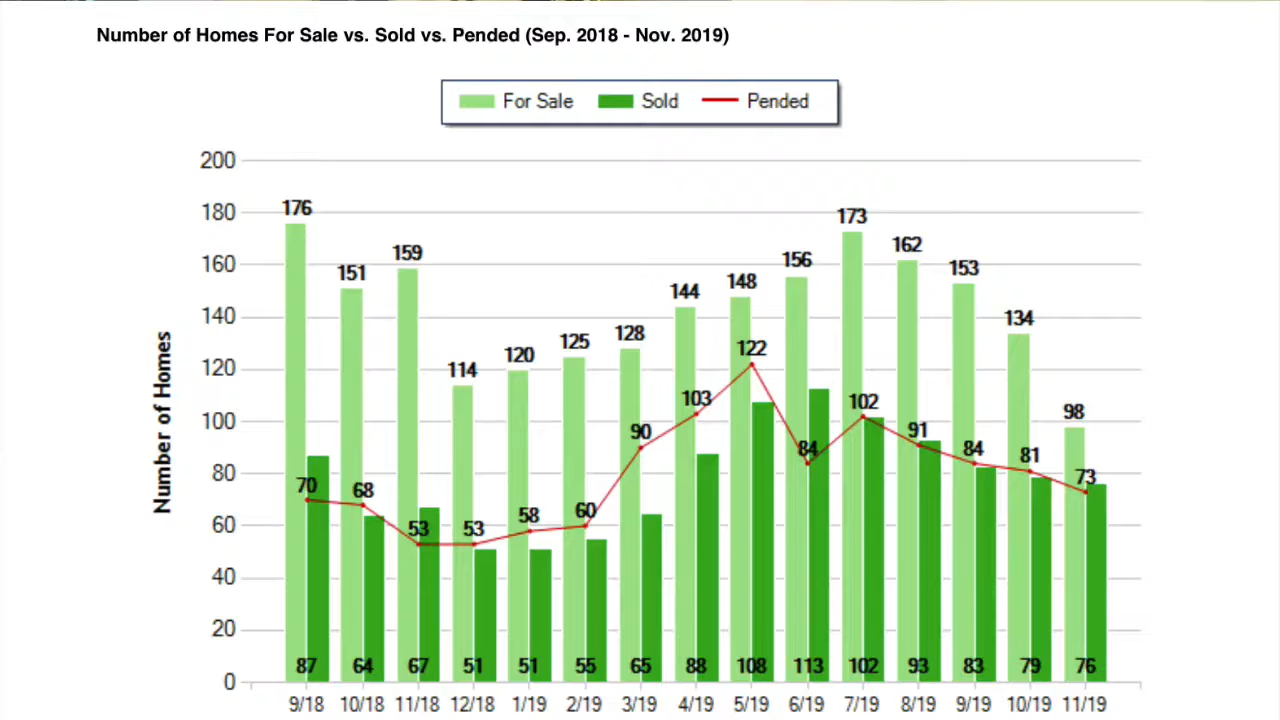 Number of Homes For Sale vs. Sold vs. Pended (Sep. 2018 - Nov. 2019)
For Sale Sold Pended
200
180
160
140
120
100
80
60
40
20
0
Number of Homes
176 151 159 114 120 125 128 144 148 156 173 162 153 134 98
70 68 53 53 58 60 90 103 122 84 102 91 84 81 73
87 64 67 51 51 55 65 88 108 113 102 93 83 79 76
9/18 10/18 11/18 12/18 1/19 2/19 3/19 4/19 5/19 6/19 7/19 8/19 9/19 10/19 11/19